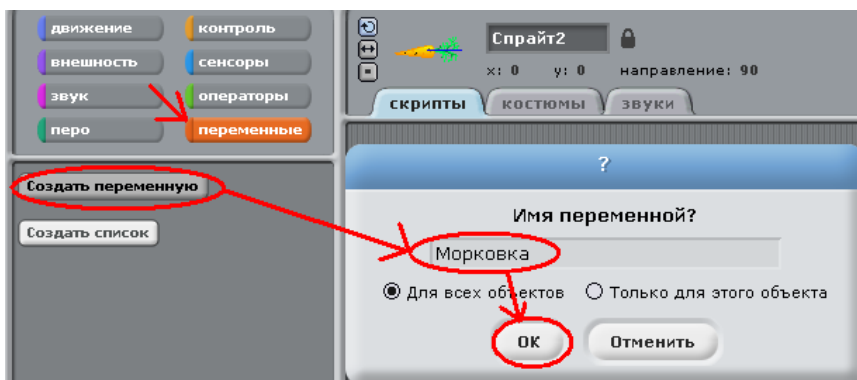 движение контроль
внешность сенсоры
звук операторы
перо переменные
Создать переменную
Создать список
Спрайт2
x: 0 y: 0 направление: 90
скрипты костюмы звуки
?
Имя переменной?
Морковка
Для всех объектов Только для этого объекта
ОК Отменить